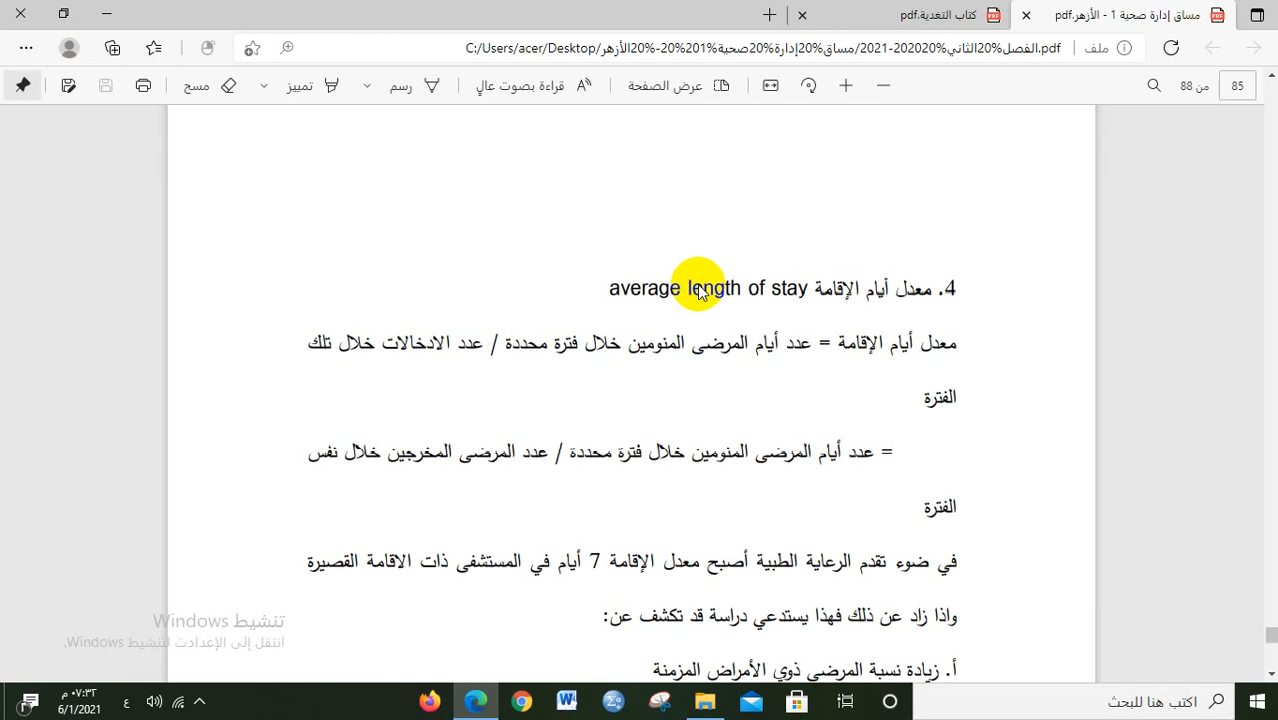 مساق إدارة صحية 1 - الأزهر.pdf
كتاب التغدية.pdf
ملف
C:/Users/acer/Desktop/مساق%20إدارة%20صحية%201%20-%20الأزهر/الفصل%20الثاني%202020-2021.pdf
85
من 88
عرض الصفحة
قراءة بصوت عالٍ
رسم
تمييز
مسح
4. معدل أيام الإقامة average length of stay
معدل أيام الإقامة = عدد أيام المرضى المنومين خلال فترة محددة / عدد الادخالات خلال تلك
الفترة
= عدد أيام المرضى المنومين خلال فترة محددة / عدد المرضى المخرجين خلال نفس
الفترة
في ضوء تقدم الرعاية الطبية أصبح معدل الإقامة 7 أيام في المستشفى ذات الاقامة القصيرة
واذا زاد عن ذلك فهذا يستدعي دراسة قد تكشف عن:
أ. زيادة نسبة المرضي ذوي الأمراض المزمنة
تنشيط Windows
انتقل إلى الإعدادت لتنشيط Windows.
اكتب هنا للبحث
ع
٠٧:٣٢ م
6/1/2021